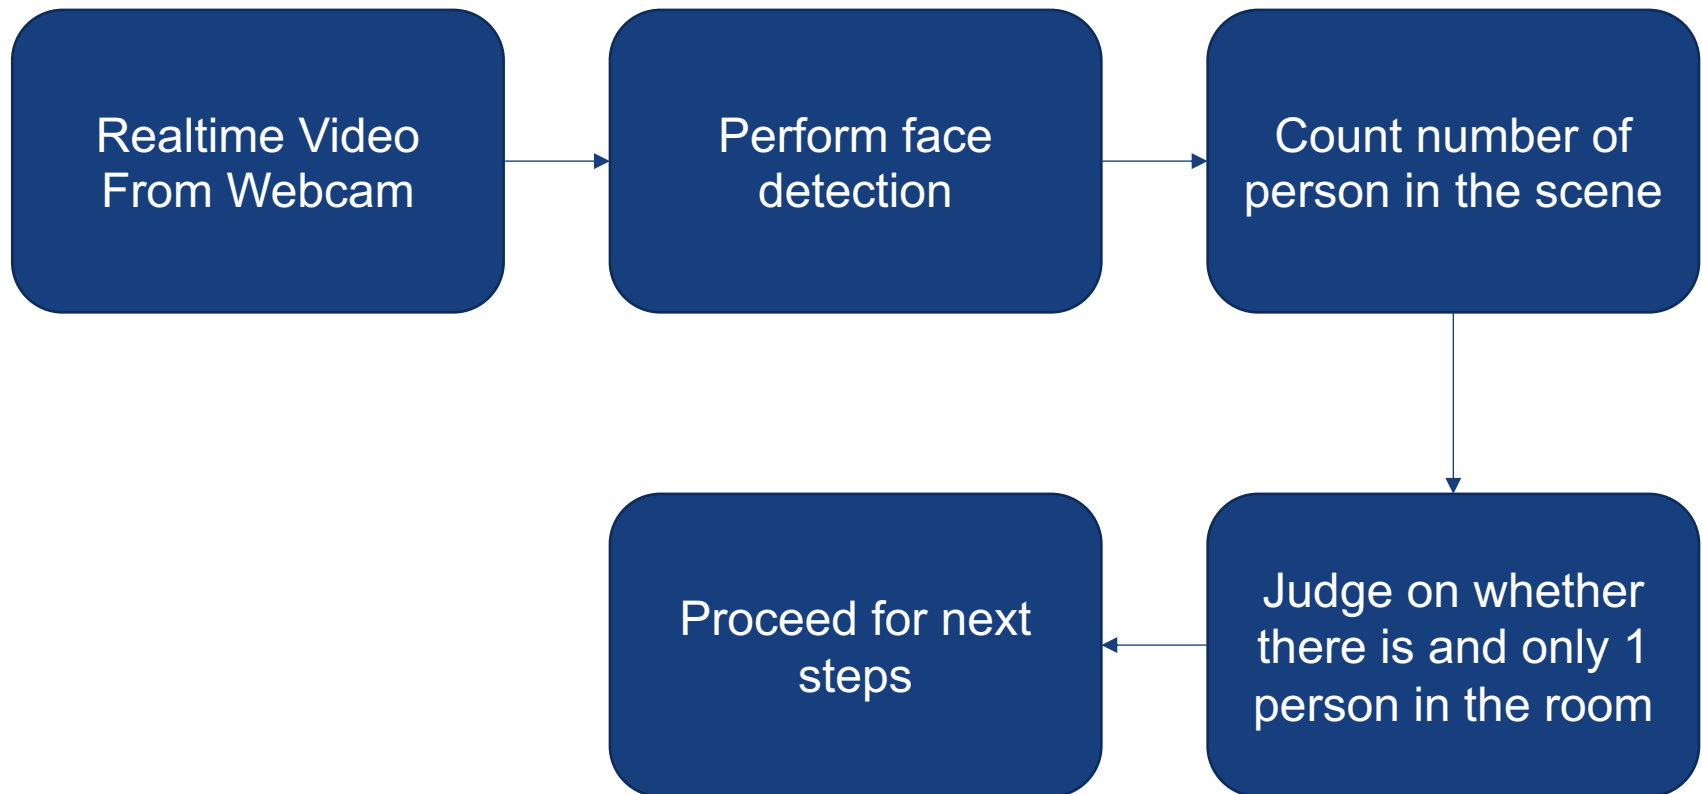 Realtime Video
From Webcam
Perform face
detection
Count number of
person in the scene
Judge on whether
there is and only 1
person in the room
Proceed for next
steps